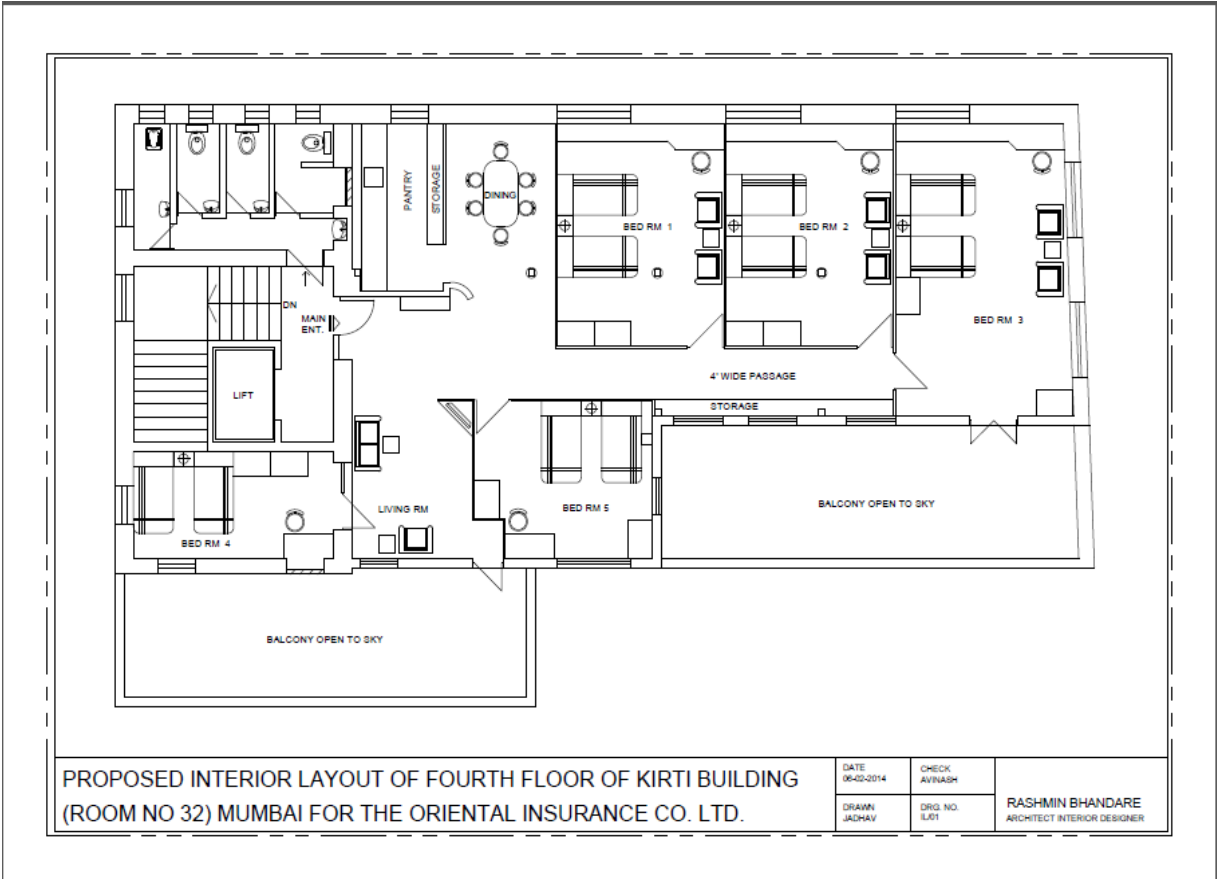 PANTRY
STORAGE
DINING
BED RM 1
BED RM 2
BED RM 3
DN
MAIN
ENT.
LIFT
4' WIDE PASSAGE
STORAGE
BED RM 4
LIVING RM
BED RM 5
BALCONY OPEN TO SKY
BALCONY OPEN TO SKY
PROPOSED INTERIOR LAYOUT OF FOURTH FLOOR OF KIRTI BUILDING
(ROOM NO 32) MUMBAI FOR THE ORIENTAL INSURANCE CO. LTD.
DATE
06-02-2014
CHECK
AVINASH
DRAWN
JADHAV
DRG. NO.
IL/01
RASHMIN BHANDARE
ARCHITECT INTERIOR DESIGNER